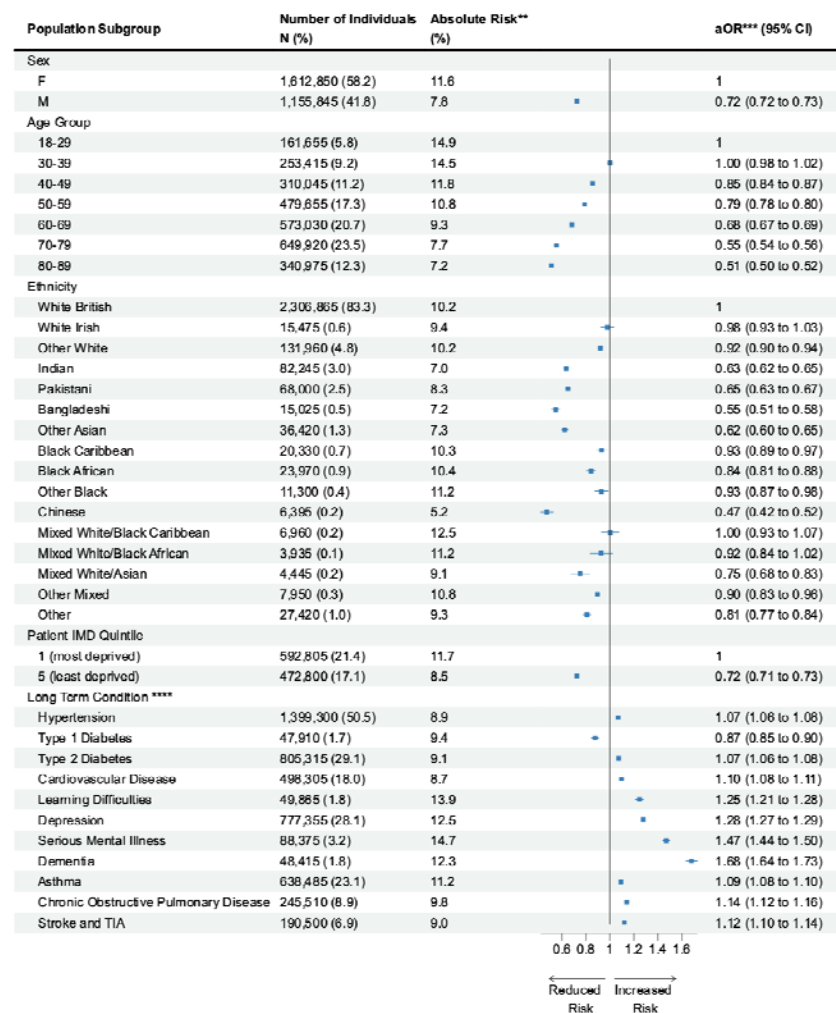 Population Subgroup Number of Individuals N (%) Absolute Risk** (%) aOR*** (95% CI)
Sex
F 1,612,850 (58.2) 11.6 1
M 1,155,845 (41.8) 7.8 0.72 (0.72 to 0.73)
Age Group
18-29 161,655 (5.8) 14.9 1
30-39 253,415 (9.2) 14.5 1.00 (0.98 to 1.02)
40-49 310,045 (11.2) 11.8 0.85 (0.84 to 0.87)
50-59 479,655 (17.3) 10.8 0.79 (0.78 to 0.80)
60-69 573,030 (20.7) 9.3 0.68 (0.67 to 0.69)
70-79 649,920 (23.5) 7.7 0.55 (0.54 to 0.56)
80-89 340,975 (12.3) 7.2 0.51 (0.50 to 0.52)
Ethnicity
White British 2,306,865 (83.3) 10.2 1
White Irish 15,475 (0.6) 9.4 0.98 (0.93 to 1.03)
Other White 131,960 (4.8) 10.2 0.92 (0.90 to 0.94)
Indian 82,245 (3.0) 7.0 0.63 (0.62 to 0.65)
Pakistani 68,000 (2.5) 8.3 0.65 (0.63 to 0.67)
Bangladeshi 15,025 (0.5) 7.2 0.55 (0.51 to 0.58)
Other Asian 36,420 (1.3) 7.3 0.62 (0.60 to 0.65)
Black Caribbean 20,330 (0.7) 10.3 0.93 (0.89 to 0.97)
Black African 23,970 (0.9) 10.4 0.84 (0.81 to 0.88)
Other Black 11,300 (0.4) 11.2 0.93 (0.87 to 0.98)
Chinese 6,395 (0.2) 5.2 0.47 (0.42 to 0.52)
Mixed White/Black Caribbean 6,960 (0.2) 12.5 1.00 (0.93 to 1.07)
Mixed White/Black African 3,935 (0.1) 11.2 0.92 (0.84 to 1.02)
Mixed White/Asian 4,445 (0.2) 9.1 0.75 (0.68 to 0.83)
Other Mixed 7,950 (0.3) 10.8 0.90 (0.83 to 0.96)
Other 27,420 (1.0) 9.3 0.81 (0.77 to 0.84)
Patient IMD Quintile
1 (most deprived) 592,805 (21.4) 11.7 1
5 (least deprived) 472,800 (17.1) 8.5 0.72 (0.71 to 0.73)
Long Term Condition ****
Hypertension 1,399,300 (50.5) 8.9 1.07 (1.06 to 1.08)
Type 1 Diabetes 47,910 (1.7) 9.4 0.87 (0.85 to 0.90)
Type 2 Diabetes 805,315 (29.1) 9.1 1.07 (1.06 to 1.08)
Cardiovascular Disease 498,305 (18.0) 8.7 1.10 (1.08 to 1.11)
Learning Difficulties 49,865 (1.8) 13.9 1.25 (1.21 to 1.28)
Depression 777,355 (28.1) 12.5 1.28 (1.27 to 1.29)
Serious Mental Illness 88,375 (3.2) 14.7 1.47 (1.44 to 1.50)
Dementia 48,415 (1.8) 12.3 1.68 (1.64 to 1.73)
Asthma 638,485 (23.1) 11.2 1.09 (1.08 to 1.10)
Chronic Obstructive Pulmonary Disease 245,510 (8.9) 9.8 1.14 (1.12 to 1.16)
Stroke and TIA 190,500 (6.9) 9.0 1.12 (1.10 to 1.14)
0.6 0.8 1 1.2 1.4 1.6
Reduced Risk Increased Risk